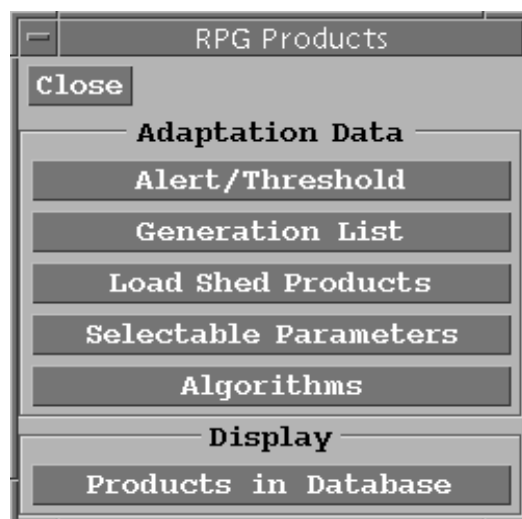 RPG Products
Close
Adaptation Data
Alert/Threshold
Generation List
Load Shed Products
Selectable Parameters
Algorithms
Display
Products in Database